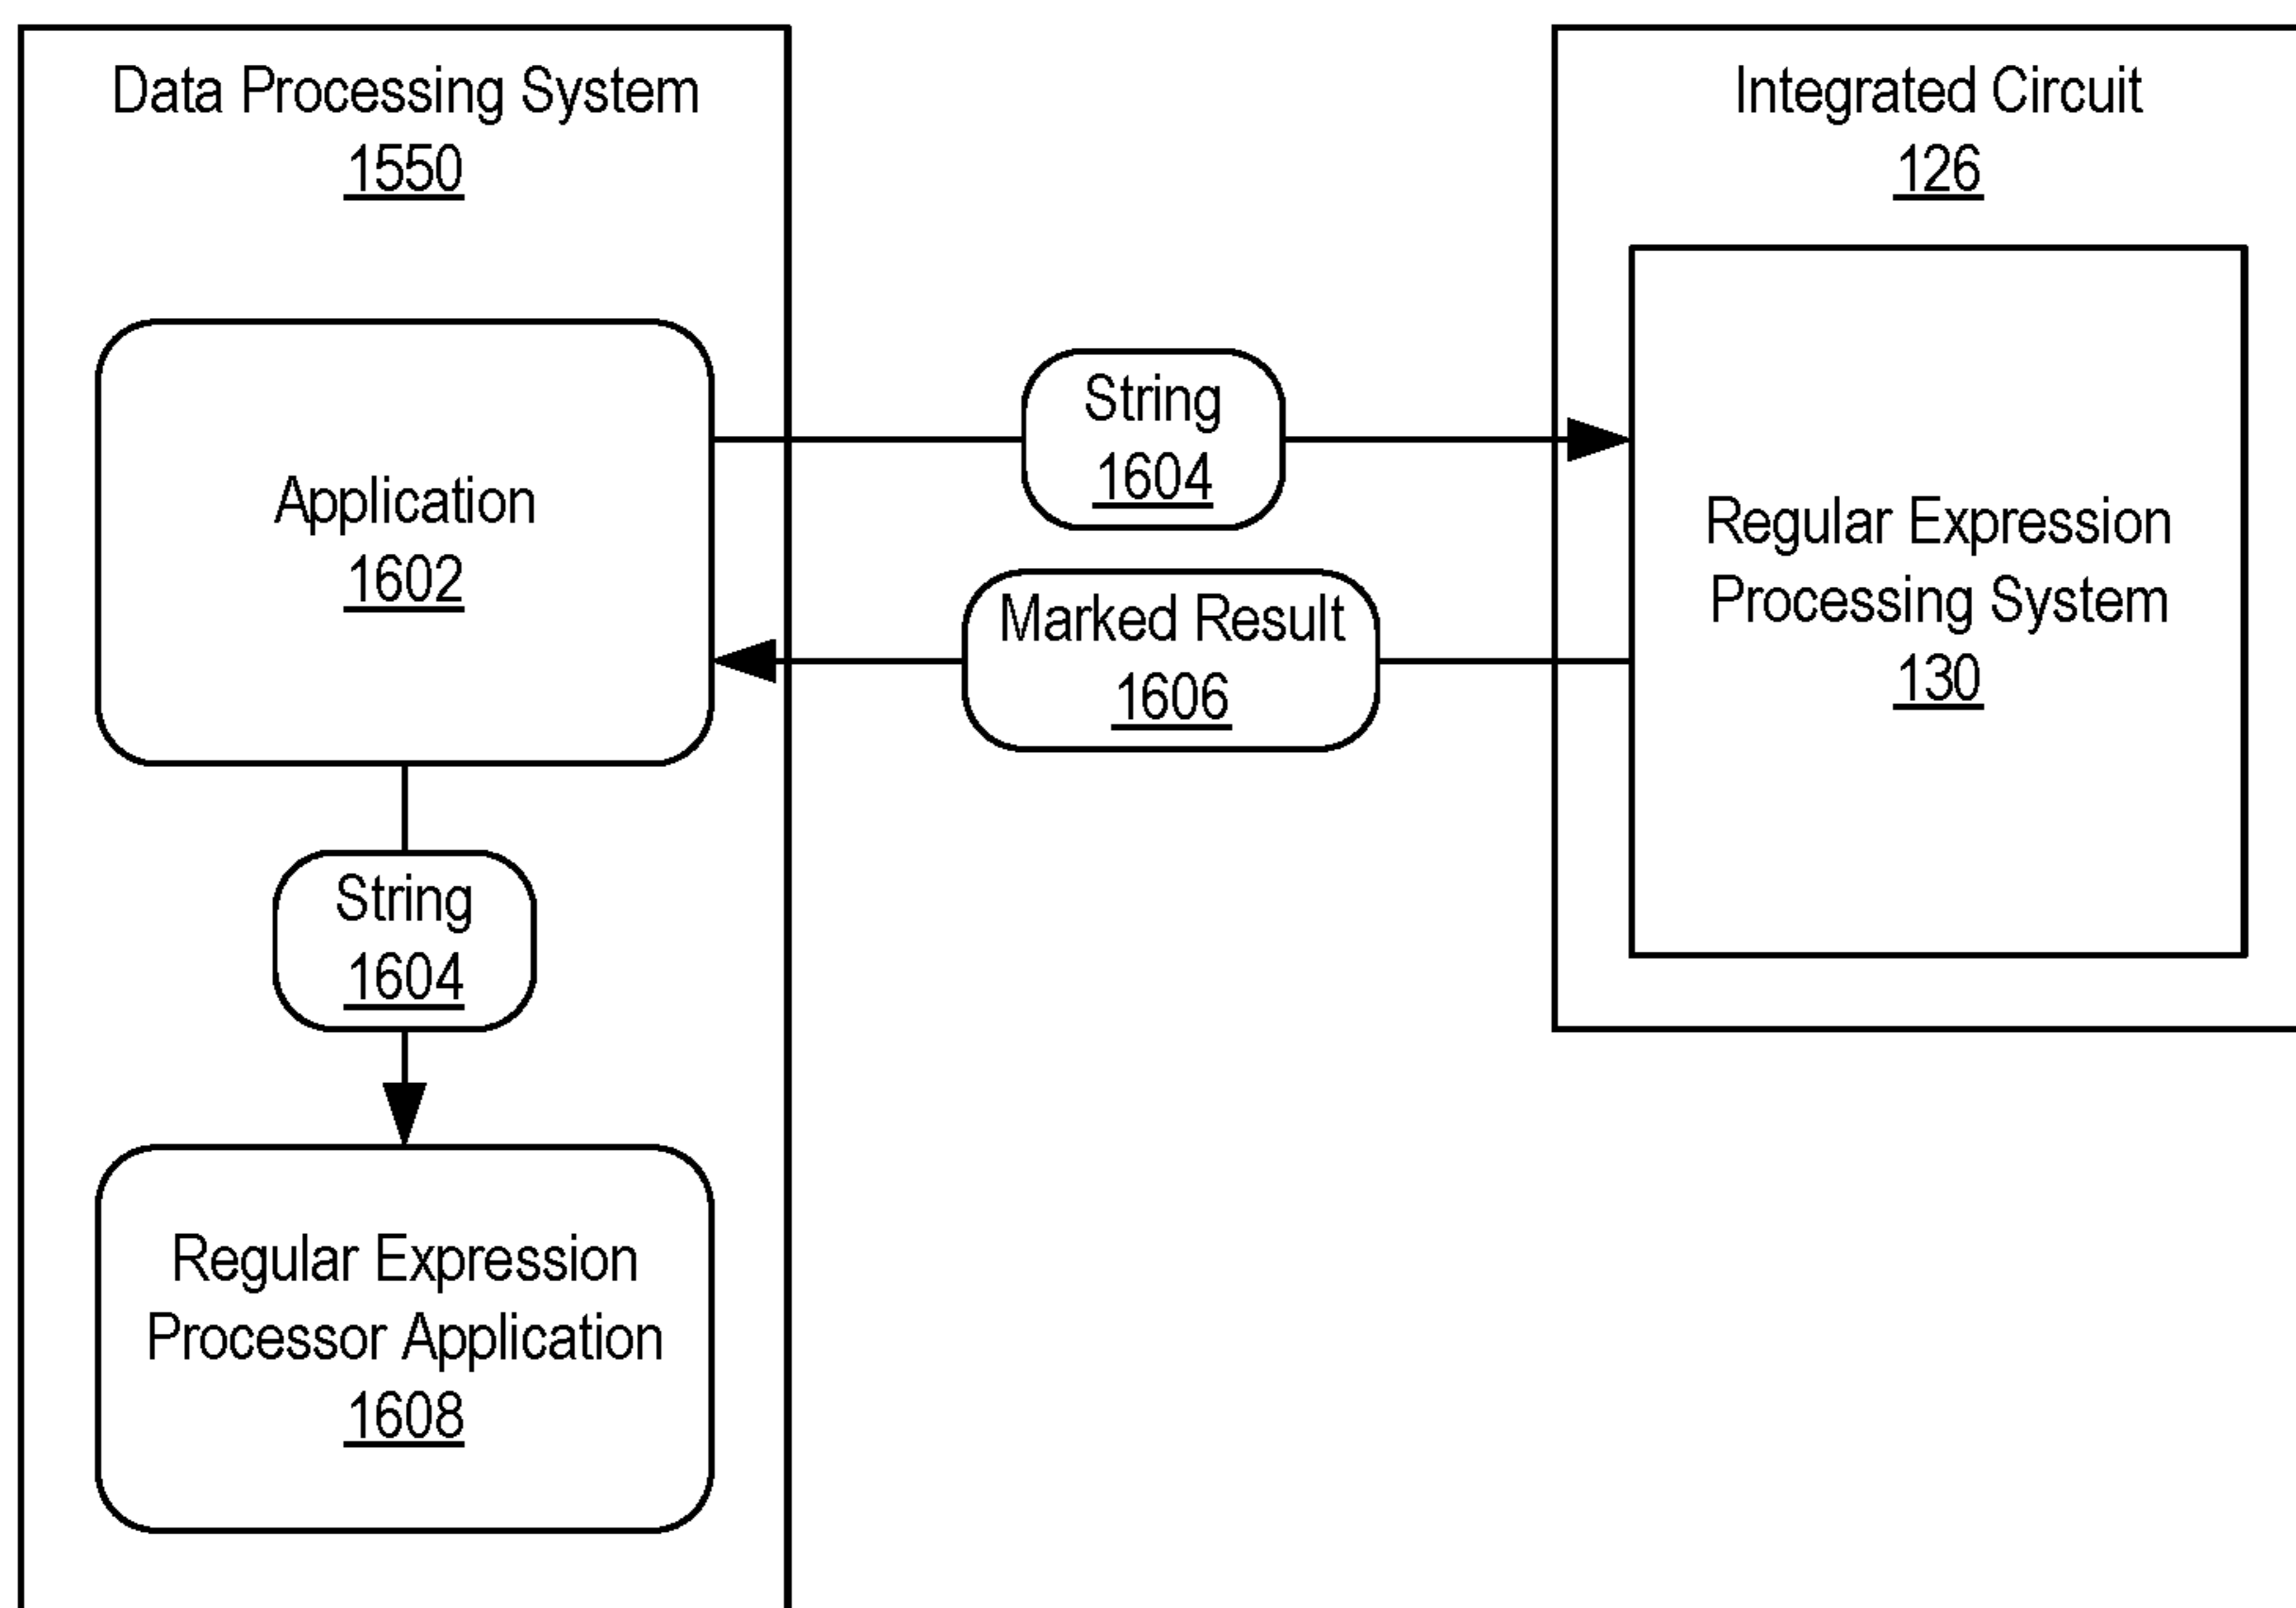 Data Processing System
1550
Application
1602
String
1604
Regular Expression
Processor Application
1608
String
1604
Marked Result
1606
Integrated Circuit
126
Regular Expression
Processing System
130